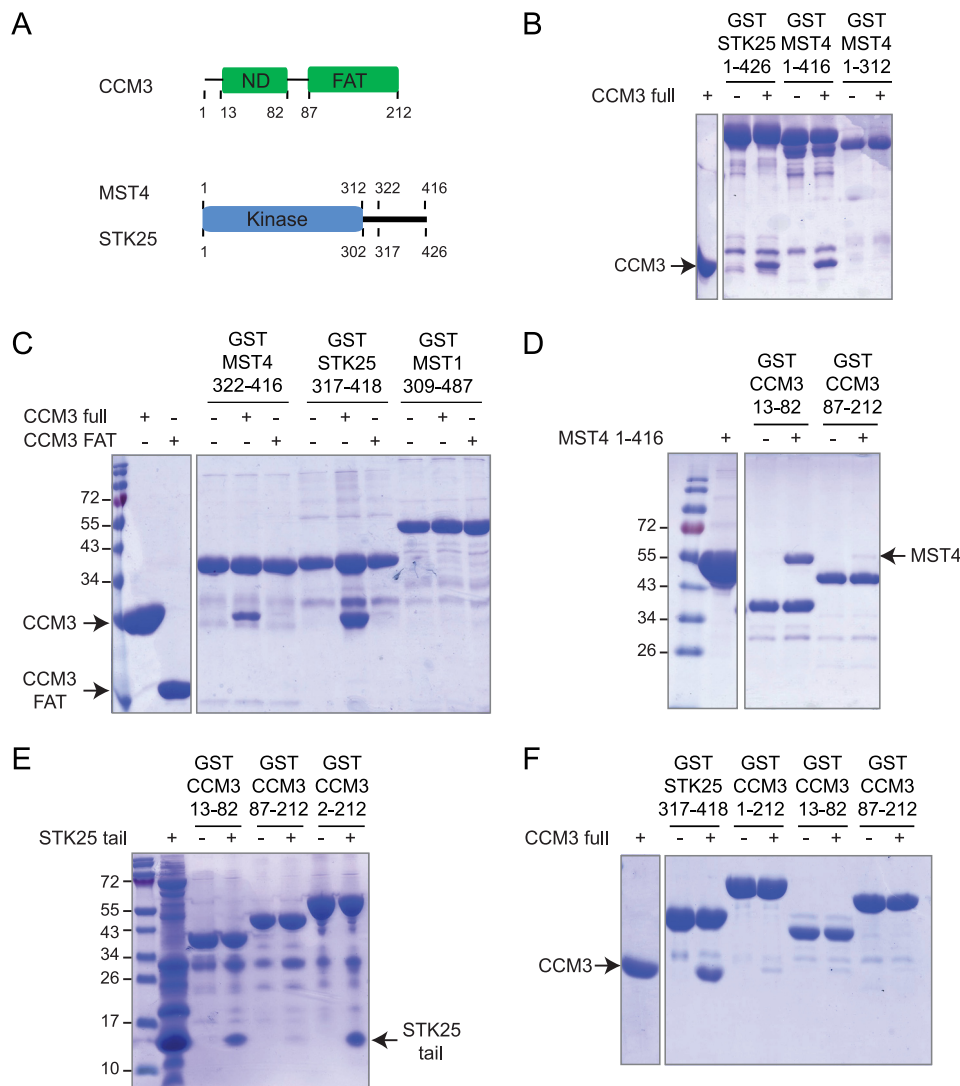 A
CCM3
ND
FAT
1 13 82 87 212
MST4
1 312 322 416
Kinase
STK25
1 302 317 426
B
GST GST GST
STK25 MST4 MST4
1-426 1-416 1-312
CCM3 full + - + - + - +
CCM3
C
GST GST GST
MST4 STK25 MST1
322-416 317-418 309-487
CCM3 full + - - + - - + - - + -
CCM3 FAT - + - - + - - + - - +
72
55
43
34
CCM3
CCM3
FAT
D
GST GST
CCM3 CCM3
13-82 87-212
MST4 1-416 + - + - +
72
55
43
34
26
MST4
E
GST GST GST
CCM3 CCM3 CCM3
13-82 87-212 2-212
STK25 tail + - + - + - +
72
55
43
34
26
17
10
STK25
tail
F
GST GST GST GST
STK25 CCM3 CCM3 CCM3
317-418 1-212 13-82 87-212
CCM3 full + - + - + - + - +
CCM3